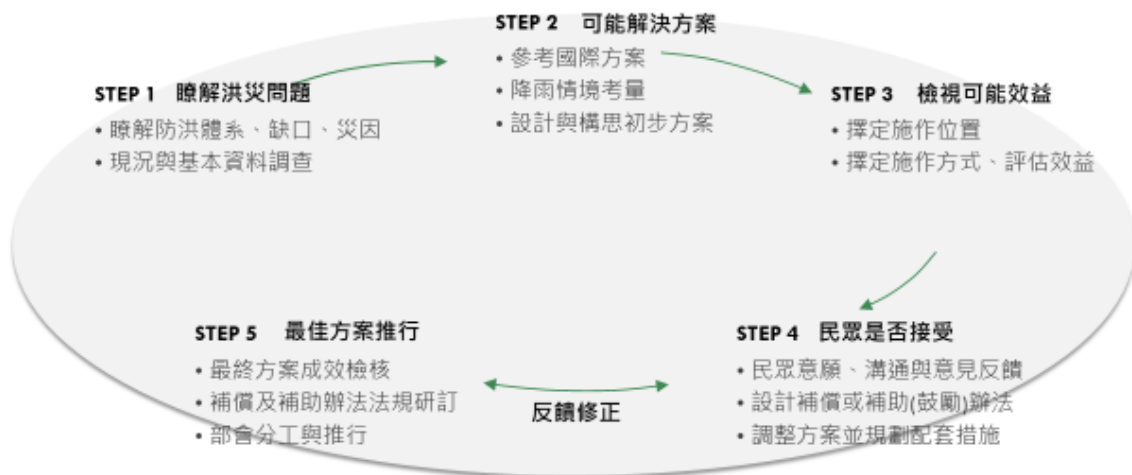 STEP 1 瞭解洪災問題
• 瞭解防洪體系、缺口、災因
• 現況與基本資料調查
STEP 2 可能解決方案
• 參考國際方案
• 降雨情境考量
• 設計與構思初步方案
STEP 3 檢視可能效益
• 擇定施作位置
• 擇定施作方式、評估效益
STEP 4 民眾是否接受
• 民眾意願、溝通與意見反饋
• 設計補償或補助(鼓勵)辦法
• 調整方案並規劃配套措施
反饋修正
STEP 5 最佳方案推行
• 最終方案成效檢核
• 補償及補助辦法法規研訂
• 部會分工與推行